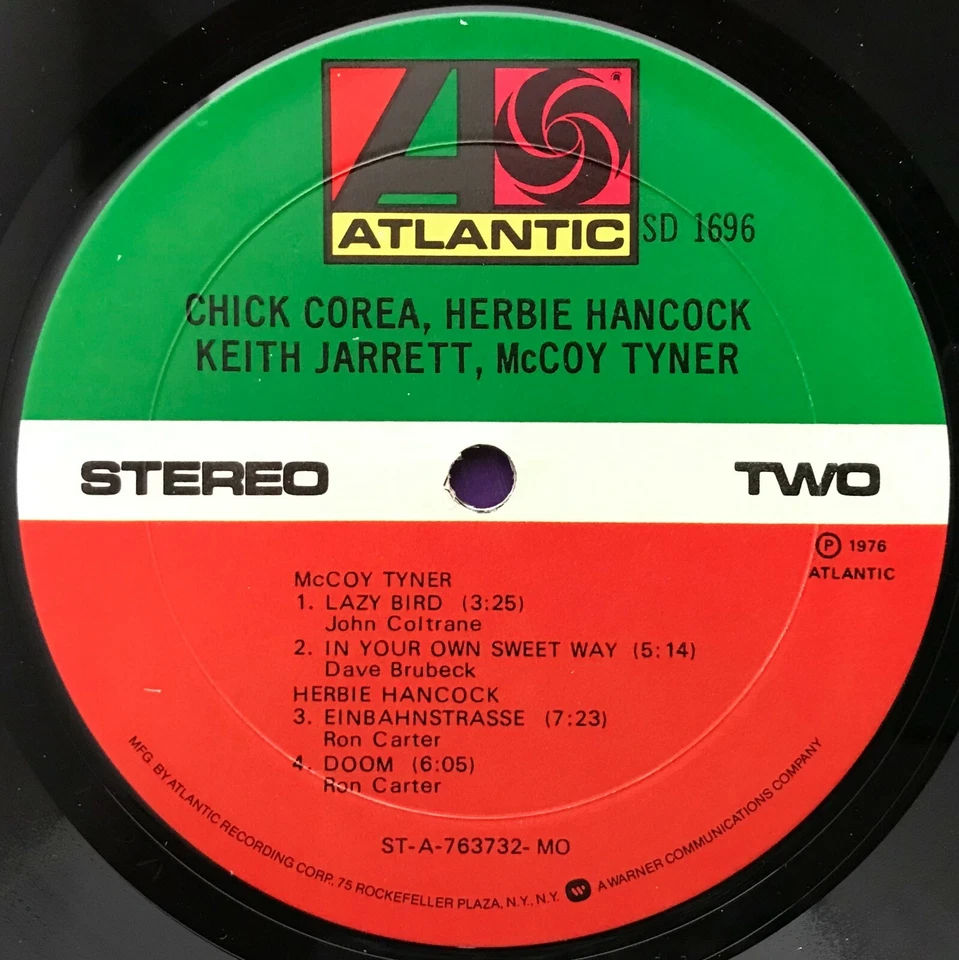 ATLANTIC
SD 1696
CHICK COREA, HERBIE HANCOCK
KEITH JARRETT, McCOY TYNER
STEREO
TWO
Ⓟ 1976
ATLANTIC
McCOY TYNER
1. LAZY BIRD (3:25)
John Coltrane
2. IN YOUR OWN SWEET WAY (5:14)
Dave Brubeck
HERBIE HANCOCK
3. EINBAHNSTRASSE (7:23)
Ron Carter
4. DOOM (6:05)
Ron Carter
ST-A-763732-MO
MFG. BY ATLANTIC RECORDING CORP., 75 ROCKEFELLER PLAZA, N.Y., N.Y. A WARNER COMMUNICATIONS COMPANY